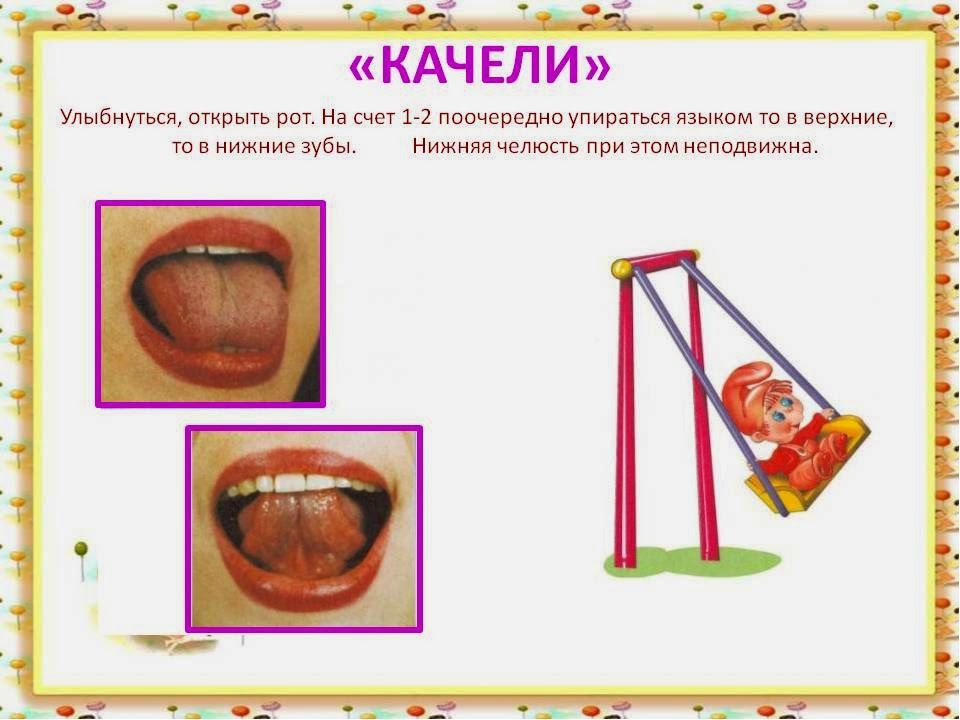 «КАЧЕЛИ»
Улыбнуться, открыть рот. На счет 1-2 поочередно упираться языком то в верхние,
то в нижние зубы. Нижняя челюсть при этом неподвижна.